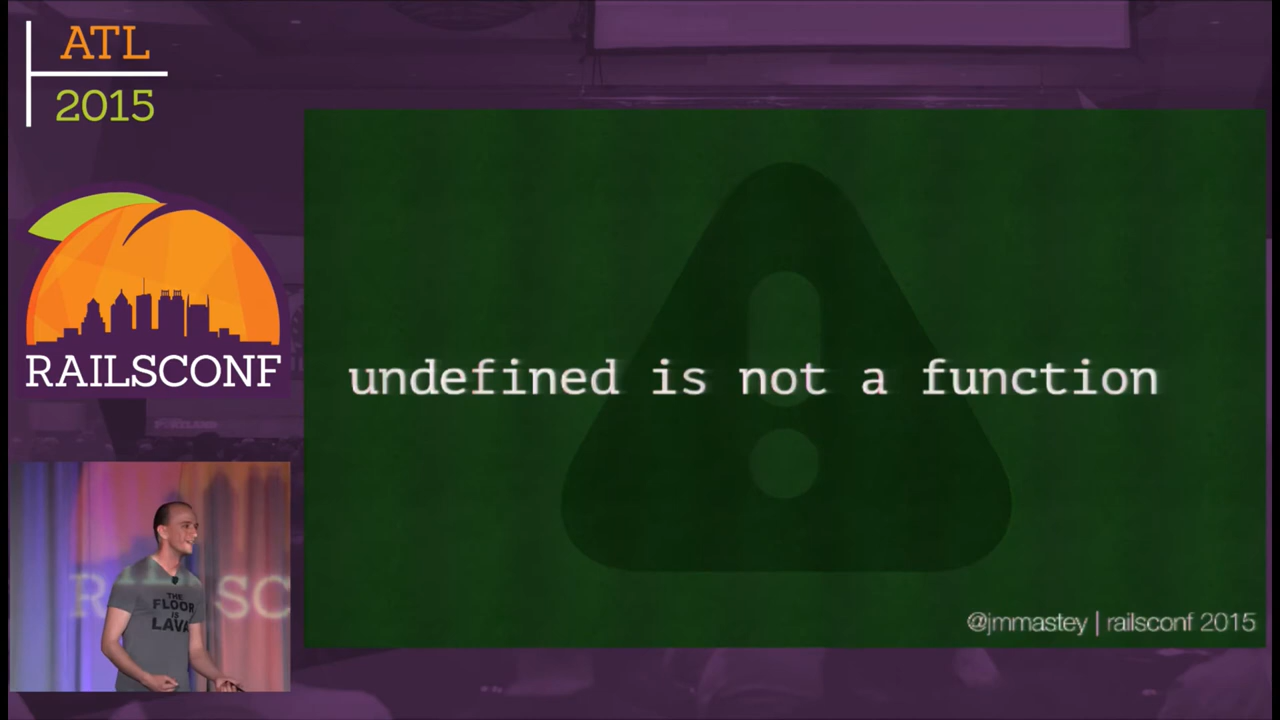 ATL
2015
RAILSCONF
undefined is not a function
@jmmastey | railsconf 2015
THE
FLOOR
IS
LAVA